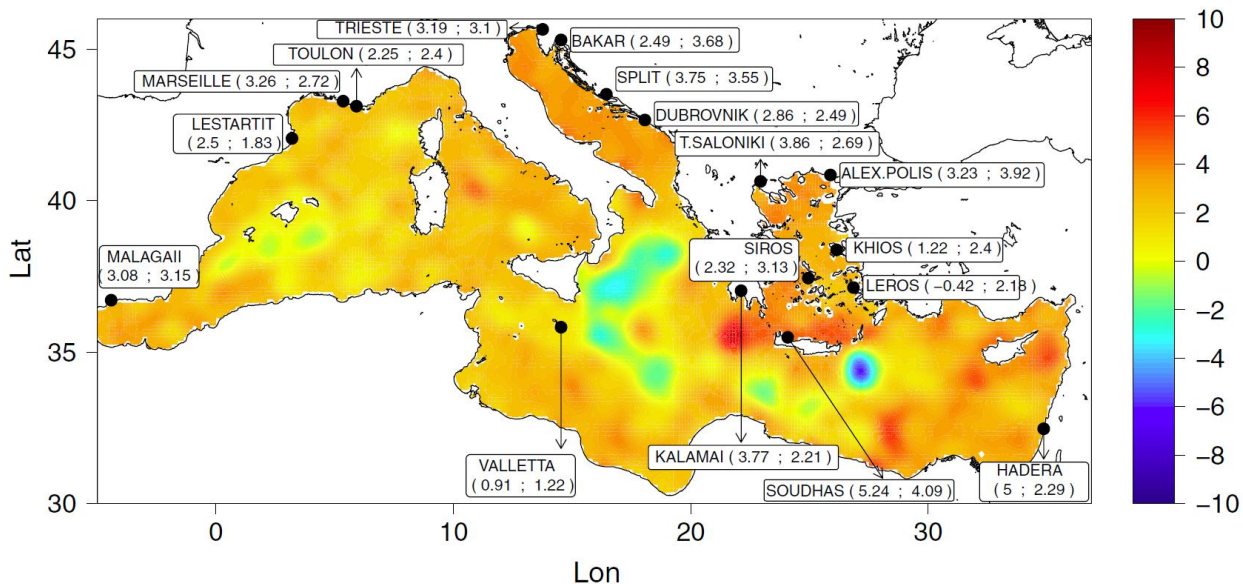 TRIESTE ( 3.19 ; 3.1 )
BAKAR ( 2.49 ; 3.68 )
TOULON ( 2.25 ; 2.4 )
MARSEILLE ( 3.26 ; 2.72 )
SPLIT ( 3.75 ; 3.55 )
LESTARTIT
( 2.5 ; 1.83 )
DUBROVNIK ( 2.86 ; 2.49 )
T.SALONIKI ( 3.86 ; 2.69 )
ALEX.POLIS ( 3.23 ; 3.92 )
MALAGAII
( 3.08 ; 3.15 )
SIROS
( 2.32 ; 3.13 )
KHIOS ( 1.22 ; 2.4 )
LEROS ( −0.42 ; 2.18 )
VALLETTA
( 0.91 ; 1.22 )
KALAMAI ( 3.77 ; 2.21 )
SOUDHAS ( 5.24 ; 4.09 )
HADERA
( 5 ; 2.29 )
Lat
45
40
35
30
0
10
20
30
Lon
10
8
6
4
2
0
−2
−4
−6
−8
−10